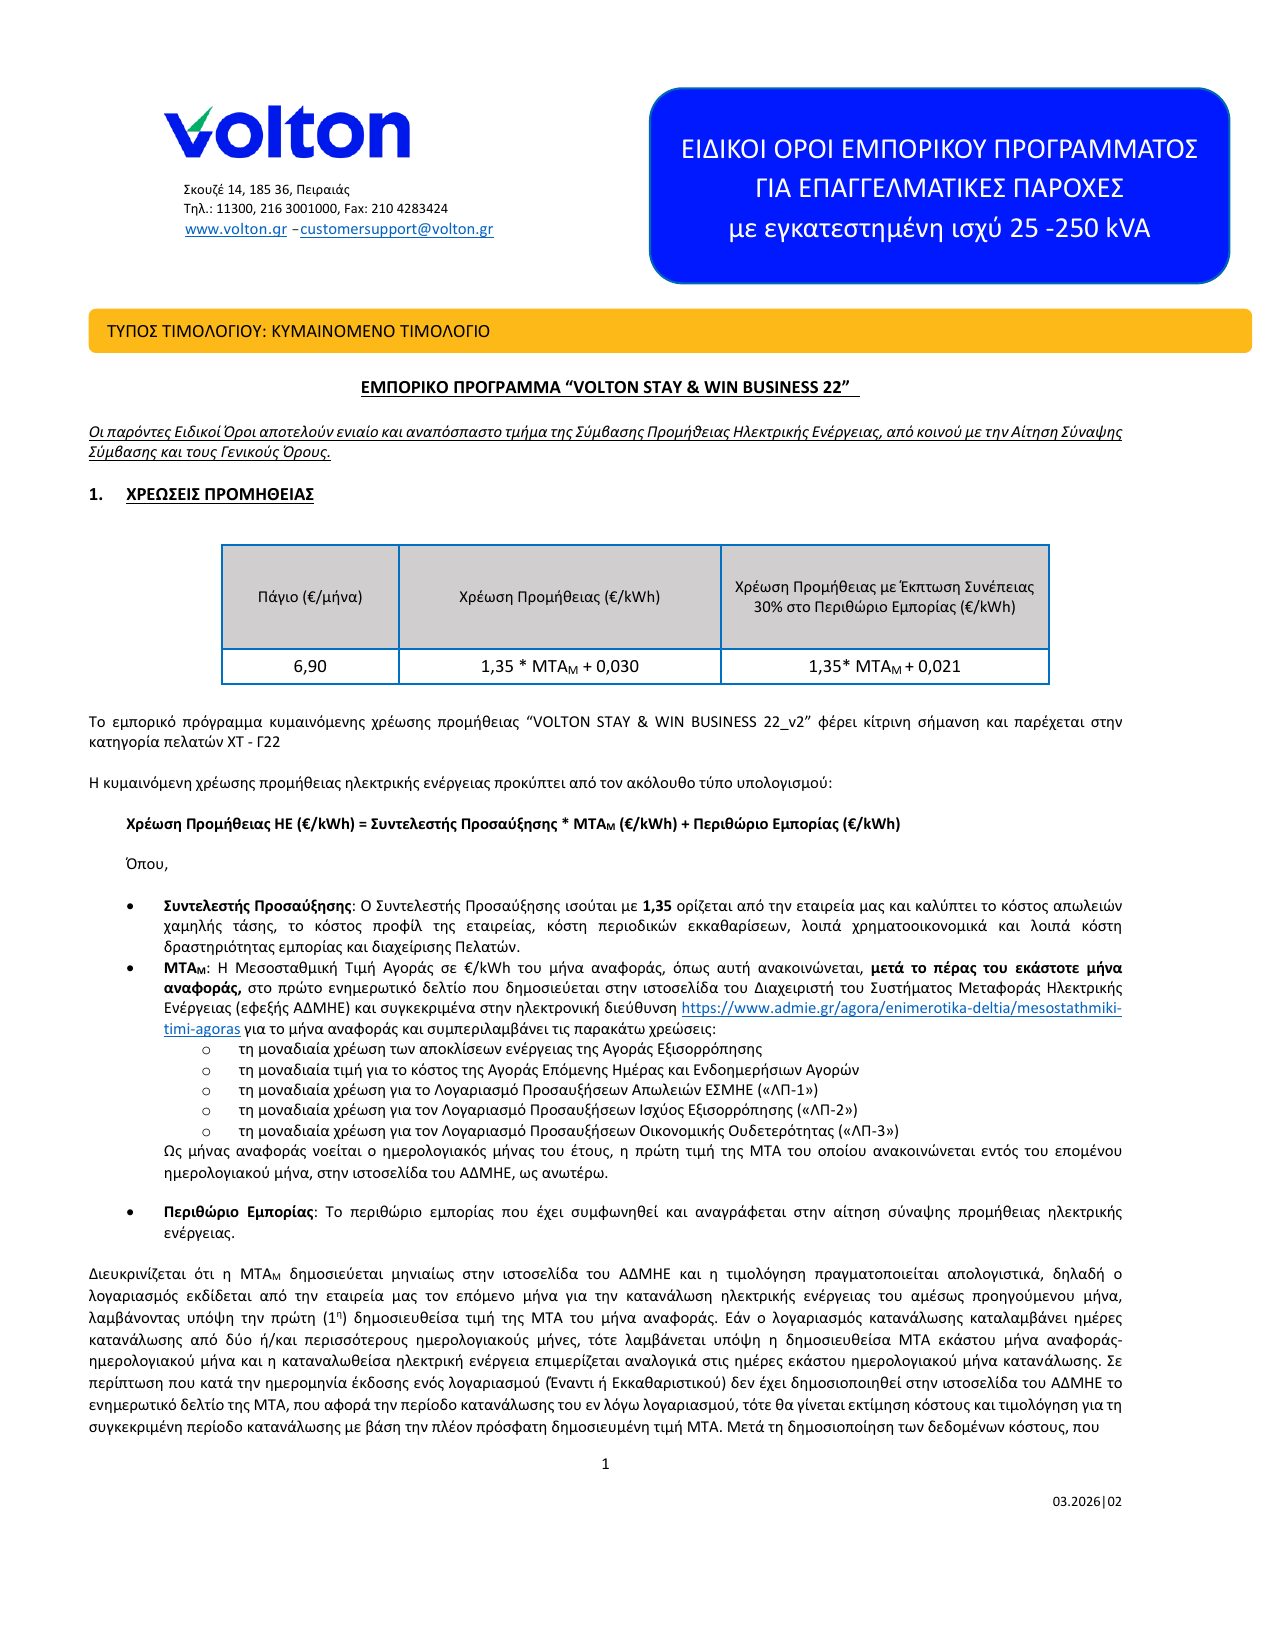 volton
Σκουζέ 14, 185 36, Πειραιάς
Τηλ.: 11300, 216 3001000, Fax: 210 4283424
www.volton.gr –customersupport@volton.gr
ΕΙΔΙΚΟΙ ΟΡΟΙ ΕΜΠΟΡΙΚΟΥ ΠΡΟΓΡΑΜΜΑΤΟΣ
ΓΙΑ ΕΠΑΓΓΕΛΜΑΤΙΚΕΣ ΠΑΡΟΧΕΣ
με εγκατεστημένη ισχύ 25 -250 kVA
ΤΥΠΟΣ ΤΙΜΟΛΟΓΙΟΥ: ΚΥΜΑΙΝΟΜΕΝΟ ΤΙΜΟΛΟΓΙΟ
ΕΜΠΟΡΙΚΟ ΠΡΟΓΡΑΜΜΑ “VOLTON STAY & WIN BUSINESS 22”
Οι παρόντες Ειδικοί Όροι αποτελούν ενιαίο και αναπόσπαστο τμήμα της Σύμβασης Προμήθειας Ηλεκτρικής Ενέργειας, από κοινού με την Αίτηση Σύναψης
Σύμβασης και τους Γενικούς Όρους.
1. ΧΡΕΩΣΕΙΣ ΠΡΟΜΗΘΕΙΑΣ
Πάγιο (€/μήνα)
Χρέωση Προμήθειας (€/kWh)
Χρέωση Προμήθειας με Έκπτωση Συνέπειας
30% στο Περιθώριο Εμπορίας (€/kWh)
6,90
1,35 * ΜΤΑΜ + 0,030
1,35* ΜΤΑΜ + 0,021
Το εμπορικό πρόγραμμα κυμαινόμενης χρέωσης προμήθειας “VOLTON STAY & WIN BUSINESS 22_v2” φέρει κίτρινη σήμανση και παρέχεται στην
κατηγορία πελατών ΧΤ - Γ22
Η κυμαινόμενη χρέωσης προμήθειας ηλεκτρικής ενέργειας προκύπτει από τον ακόλουθο τύπο υπολογισμού:
Χρέωση Προμήθειας ΗΕ (€/kWh) = Συντελεστής Προσαύξησης * ΜΤΑΜ (€/kWh) + Περιθώριο Εμπορίας (€/kWh)
Όπου,
• Συντελεστής Προσαύξησης: Ο Συντελεστής Προσαύξησης ισούται με 1,35 ορίζεται από την εταιρεία μας και καλύπτει το κόστος απωλειών
χαμηλής τάσης, το κόστος προφίλ της εταιρείας, κόστη περιοδικών εκκαθαρίσεων, λοιπά χρηματοοικονομικά και λοιπά κόστη
δραστηριότητας εμπορίας και διαχείρισης Πελατών.
• ΜΤΑΜ: Η Μεσοσταθμική Τιμή Αγοράς σε €/kWh του μήνα αναφοράς, όπως αυτή ανακοινώνεται, μετά το πέρας του εκάστοτε μήνα
αναφοράς, στο πρώτο ενημερωτικό δελτίο που δημοσιεύεται στην ιστοσελίδα του Διαχειριστή του Συστήματος Μεταφοράς Ηλεκτρικής
Ενέργειας (εφεξής ΑΔΜΗΕ) και συγκεκριμένα στην ηλεκτρονική διεύθυνση https://www.admie.gr/agora/enimerotika-deltia/mesostathmiki-
timi-agoras για το μήνα αναφοράς και συμπεριλαμβάνει τις παρακάτω χρεώσεις:
o τη μοναδιαία χρέωση των αποκλίσεων ενέργειας της Αγοράς Εξισορρόπησης
o τη μοναδιαία τιμή για το κόστος της Αγοράς Επόμενης Ημέρας και Ενδοημερήσιων Αγορών
o τη μοναδιαία χρέωση για το Λογαριασμό Προσαυξήσεων Απωλειών ΕΣΜΗΕ («ΛΠ-1»)
o τη μοναδιαία χρέωση για τον Λογαριασμό Προσαυξήσεων Ισχύος Εξισορρόπησης («ΛΠ-2»)
o τη μοναδιαία χρέωση για τον Λογαριασμό Προσαυξήσεων Οικονομικής Ουδετερότητας («ΛΠ-3»)
Ως μήνας αναφοράς νοείται ο ημερολογιακός μήνας του έτους, η πρώτη τιμή της ΜΤΑ του οποίου ανακοινώνεται εντός του επομένου
ημερολογιακού μήνα, στην ιστοσελίδα του ΑΔΜΗΕ, ως ανωτέρω.
• Περιθώριο Εμπορίας: Το περιθώριο εμπορίας που έχει συμφωνηθεί και αναγράφεται στην αίτηση σύναψης προμήθειας ηλεκτρικής
ενέργειας.
Διευκρινίζεται ότι η ΜΤΑΜ δημοσιεύεται μηνιαίως στην ιστοσελίδα του ΑΔΜΗΕ και η τιμολόγηση πραγματοποιείται απολογιστικά, δηλαδή ο
λογαριασμός εκδίδεται από την εταιρεία μας τον επόμενο μήνα για την κατανάλωση ηλεκτρικής ενέργειας του αμέσως προηγούμενου μήνα,
λαμβάνοντας υπόψη την πρώτη (1η) δημοσιευθείσα τιμή της ΜΤΑ του μήνα αναφοράς. Εάν ο λογαριασμός κατανάλωσης καταλαμβάνει ημέρες
κατανάλωσης από δύο ή/και περισσότερους ημερολογιακούς μήνες, τότε λαμβάνεται υπόψη η δημοσιευθείσα ΜΤΑ εκάστου μήνα αναφοράς-
ημερολογιακού μήνα και η καταναλωθείσα ηλεκτρική ενέργεια επιμερίζεται αναλογικά στις ημέρες εκάστου ημερολογιακού μήνα κατανάλωσης. Σε
περίπτωση που κατά την ημερομηνία έκδοσης ενός λογαριασμού (Έναντι ή Εκκαθαριστικού) δεν έχει δημοσιοποιηθεί στην ιστοσελίδα του ΑΔΜΗΕ το
ενημερωτικό δελτίο της ΜΤΑ, που αφορά την περίοδο κατανάλωσης του εν λόγω λογαριασμού, τότε θα γίνεται εκτίμηση κόστους και τιμολόγηση για τη
συγκεκριμένη περίοδο κατανάλωσης με βάση την πλέον πρόσφατη δημοσιευμένη τιμή ΜΤΑ. Μετά τη δημοσιοποίηση των δεδομένων κόστους, που
1
03.2026|02